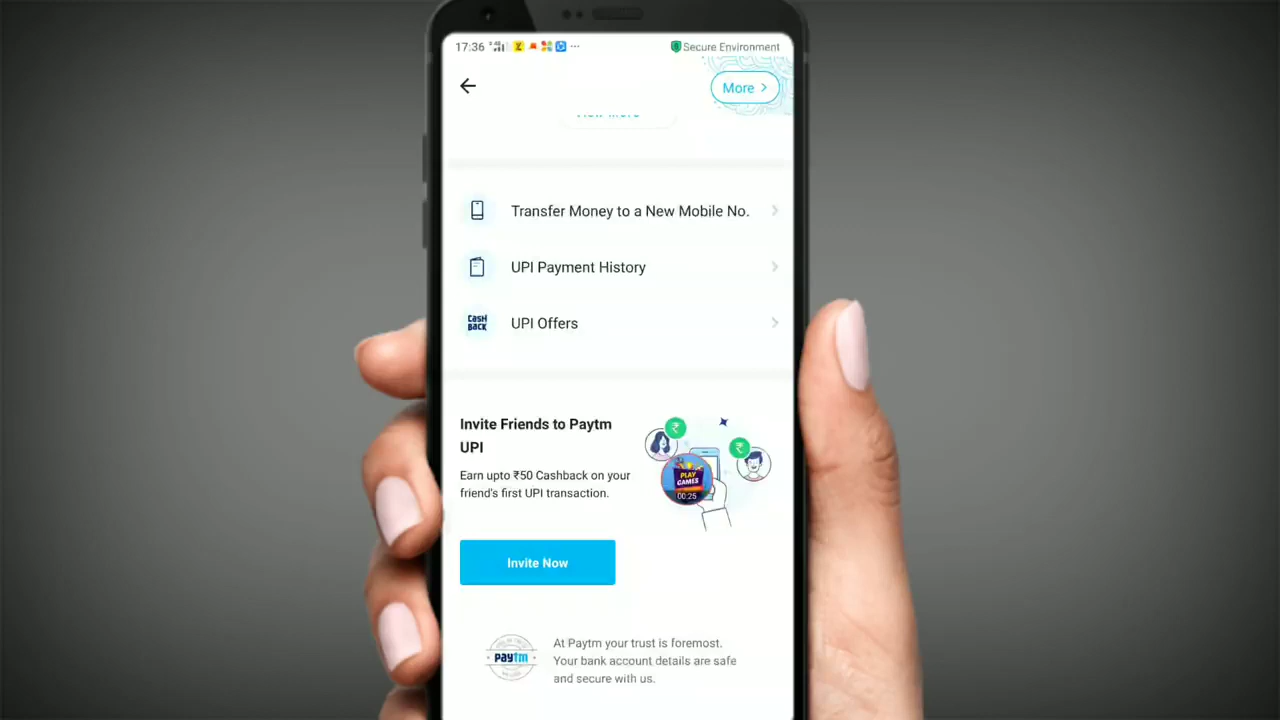 17:36
Secure Environment
More
View More
Transfer Money to a New Mobile No.
UPI Payment History
CASH
BACK
UPI Offers
Invite Friends to Paytm
UPI
Earn upto ₹50 Cashback on your
friend's first UPI transaction.
₹
₹
PLAY
GAMES
00:25
Invite Now
paytm
At Paytm your trust is foremost.
Your bank account details are safe
and secure with us.